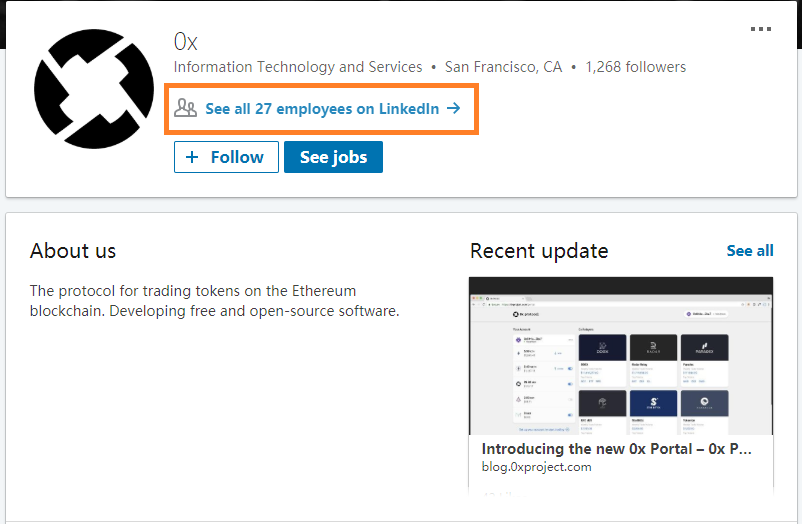 0x
Information Technology and Services • San Francisco, CA • 1,268 followers
See all 27 employees on LinkedIn →
+ Follow
See jobs
About us
The protocol for trading tokens on the Ethereum
blockchain. Developing free and open-source software.
Recent update
See all
Introducing the new 0x Portal – 0x P...
blog.0xproject.com